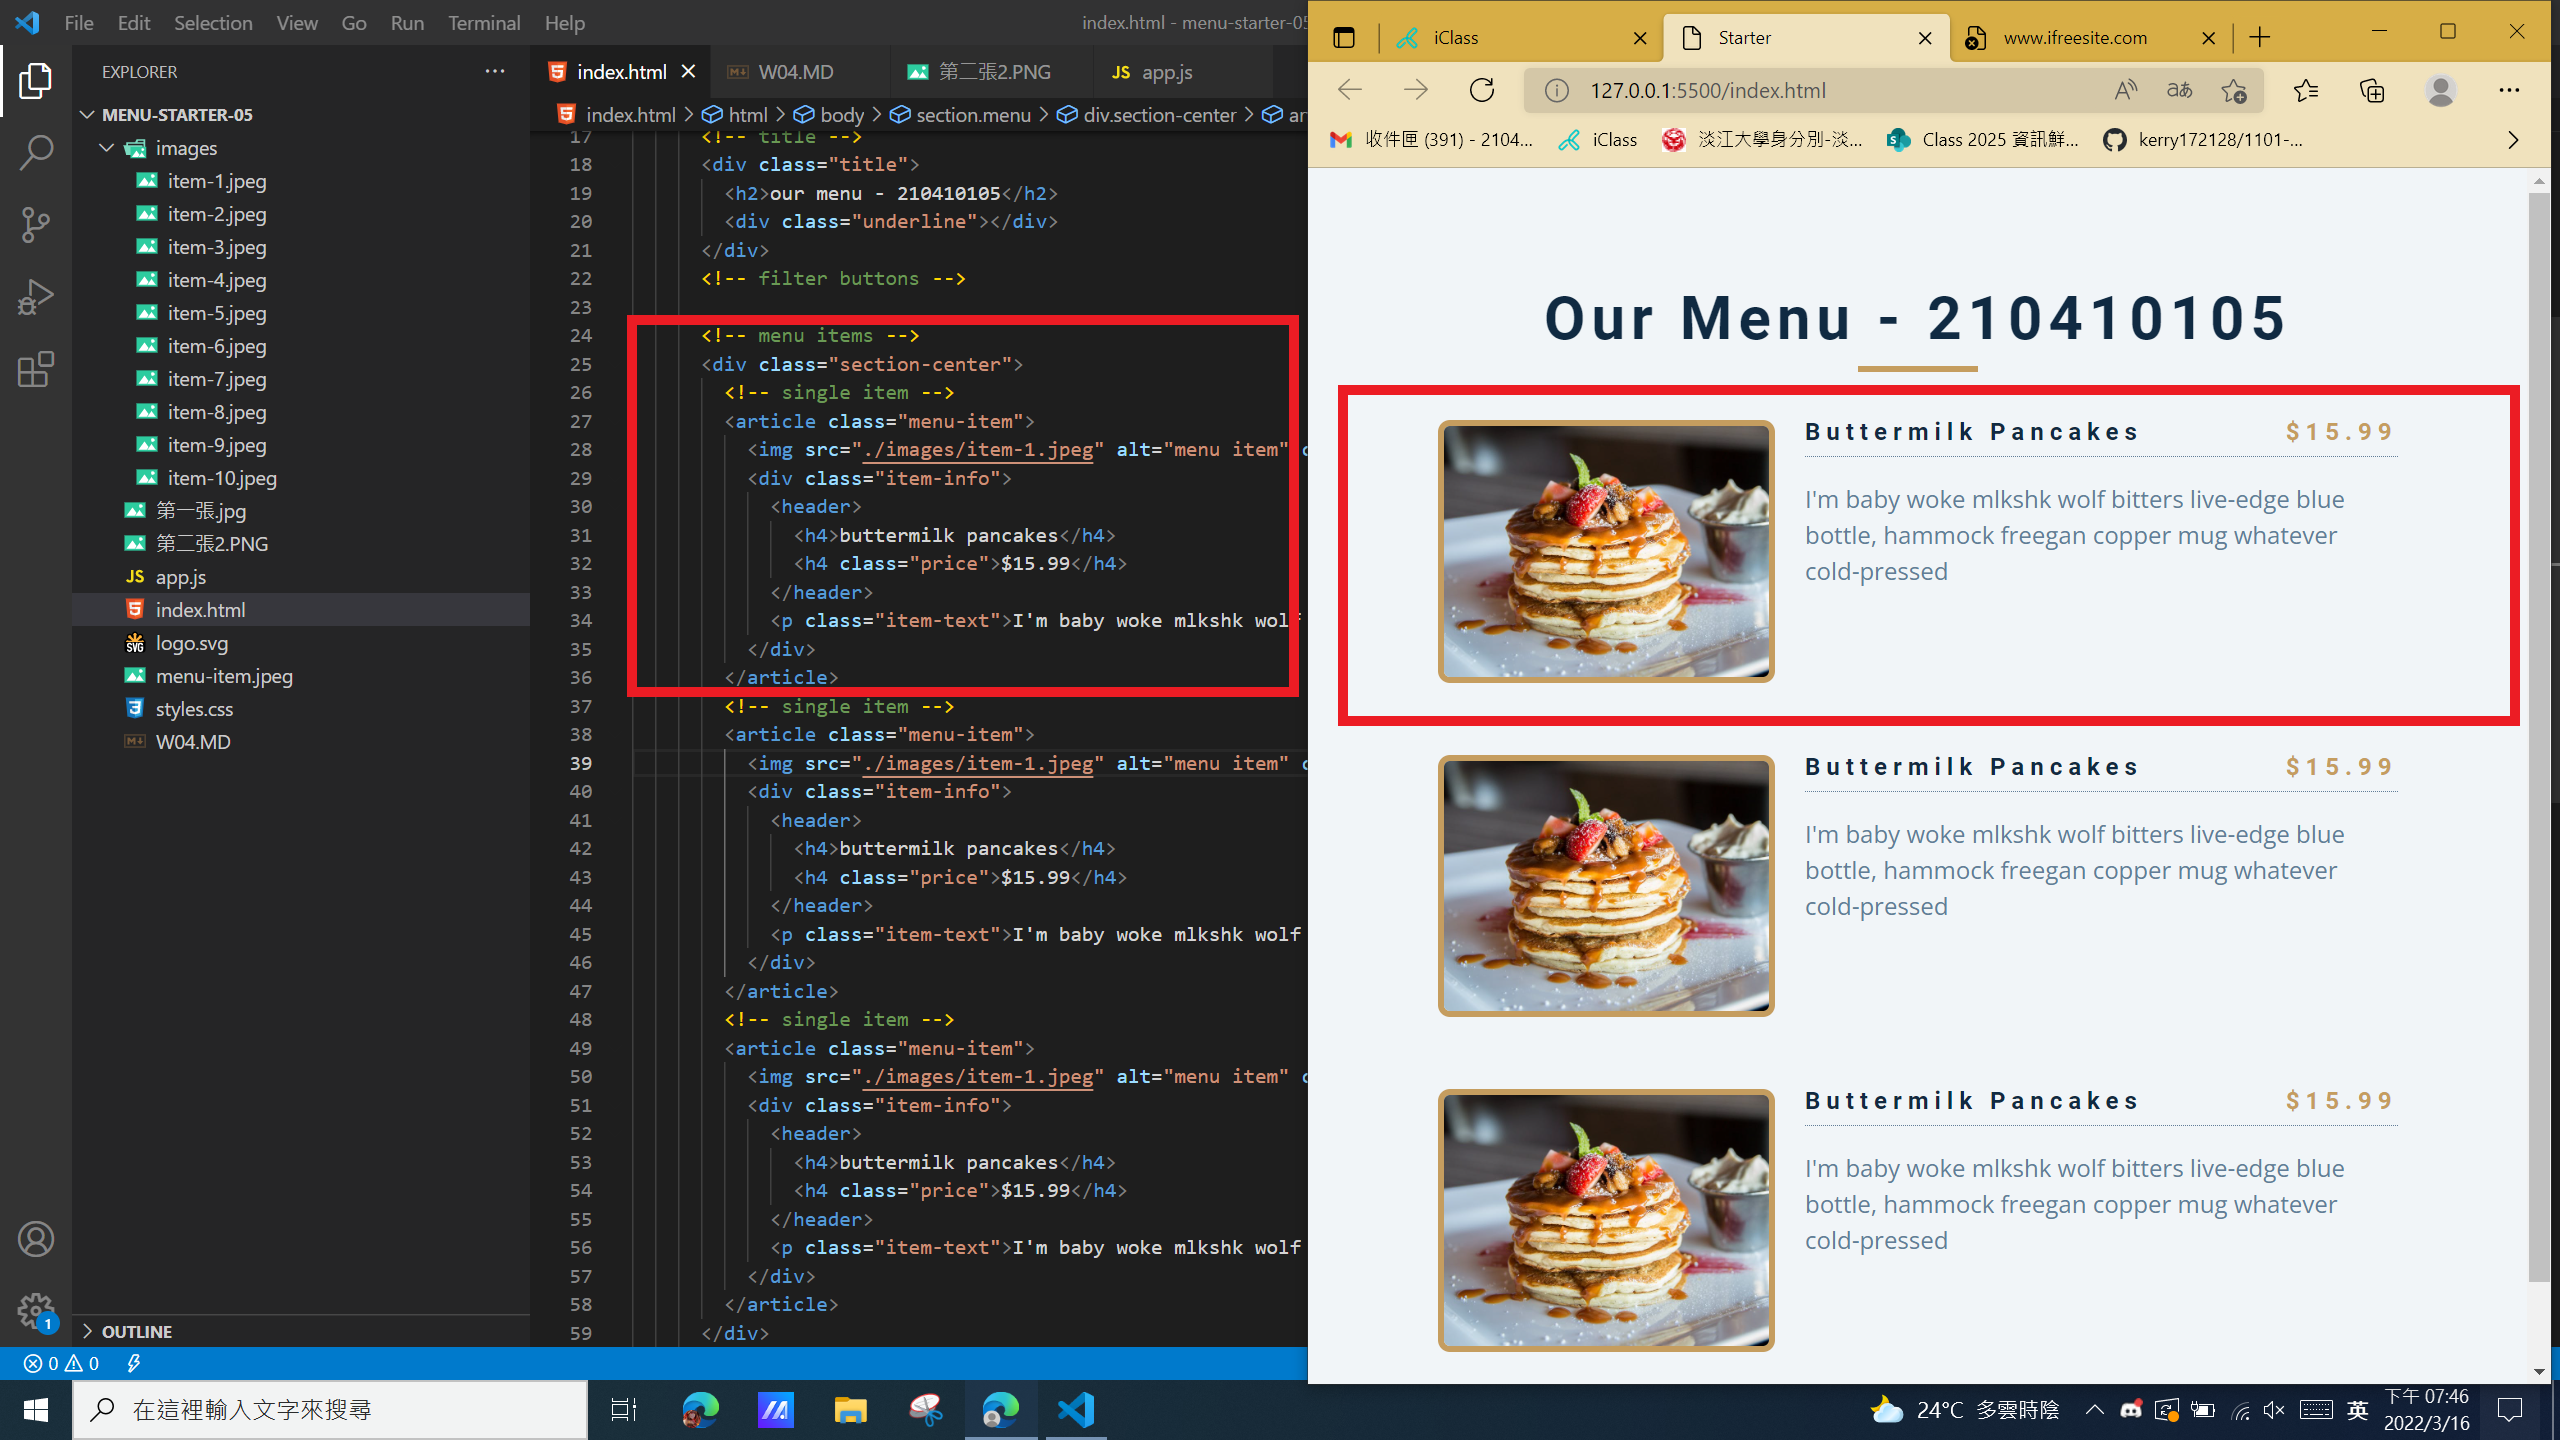 File Edit Selection View Go Run Terminal Help
index.html - menu-starter-05
EXPLORER
MENU-STARTER-05
images
item-1.jpeg
item-2.jpeg
item-3.jpeg
item-4.jpeg
item-5.jpeg
item-6.jpeg
item-7.jpeg
item-8.jpeg
item-9.jpeg
item-10.jpeg
第一張.jpg
第二張2.PNG
JS app.js
index.html
SVG logo.svg
menu-item.jpeg
styles.css
W04.MD
OUTLINE
index.html
W04.MD
第二張2.PNG
JS app.js
index.html > html > body > section.menu > div.section-center > ar
17 <!-- title -->
18 <div class="title">
19 <h2>our menu - 210410105</h2>
20 <div class="underline"></div>
21 </div>
22 <!-- filter buttons -->
23
24 <!-- menu items -->
25 <div class="section-center">
26 <!-- single item -->
27 <article class="menu-item">
28 <img src="./images/item-1.jpeg" alt="menu item" c
29 <div class="item-info">
30 <header>
31 <h4>buttermilk pancakes</h4>
32 <h4 class="price">$15.99</h4>
33 </header>
34 <p class="item-text">I'm baby woke mlkshk wolf
35 </div>
36 </article>
37 <!-- single item -->
38 <article class="menu-item">
39 <img src="./images/item-1.jpeg" alt="menu item" c
40 <div class="item-info">
41 <header>
42 <h4>buttermilk pancakes</h4>
43 <h4 class="price">$15.99</h4>
44 </header>
45 <p class="item-text">I'm baby woke mlkshk wolf
46 </div>
47 </article>
48 <!-- single item -->
49 <article class="menu-item">
50 <img src="./images/item-1.jpeg" alt="menu item" c
51 <div class="item-info">
52 <header>
53 <h4>buttermilk pancakes</h4>
54 <h4 class="price">$15.99</h4>
55 </header>
56 <p class="item-text">I'm baby woke mlkshk wolf
57 </div>
58 </article>
59 </div>
1
0 0
iClass
Starter
www.ifreesite.com
127.0.0.1:5500/index.html
收件匣 (391) - 2104...
iClass
淡江大學身分別-淡...
Class 2025 資訊鮮...
kerry172128/1101-...
Our Menu - 210410105
Buttermilk Pancakes $15.99
I'm baby woke mlkshk wolf bitters live-edge blue
bottle, hammock freegan copper mug whatever
cold-pressed
Buttermilk Pancakes $15.99
I'm baby woke mlkshk wolf bitters live-edge blue
bottle, hammock freegan copper mug whatever
cold-pressed
Buttermilk Pancakes $15.99
I'm baby woke mlkshk wolf bitters live-edge blue
bottle, hammock freegan copper mug whatever
cold-pressed
在這裡輸入文字來搜尋
24°C 多雲時陰
英
下午 07:46
2022/3/16